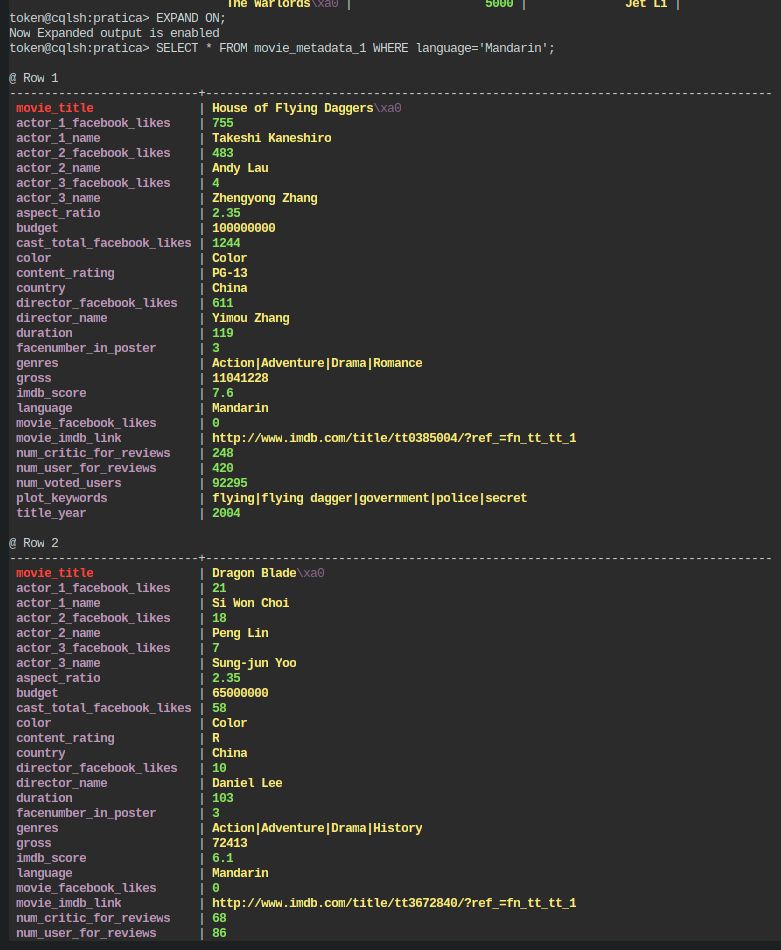 The Warlords\xa0 | 5000 | Jet Li |
token@cqlsh:pratica> EXPAND ON;
Now Expanded output is enabled
token@cqlsh:pratica> SELECT * FROM movie_metadata_1 WHERE language='Mandarin';
@ Row 1
---------------------------+---------------------------------------------------------------------------------
movie_title | House of Flying Daggers\xa0
actor_1_facebook_likes | 755
actor_1_name | Takeshi Kaneshiro
actor_2_facebook_likes | 483
actor_2_name | Andy Lau
actor_3_facebook_likes | 4
actor_3_name | Zhengyong Zhang
aspect_ratio | 2.35
budget | 100000000
cast_total_facebook_likes | 1244
color | Color
content_rating | PG-13
country | China
director_facebook_likes | 611
director_name | Yimou Zhang
duration | 119
facenumber_in_poster | 3
genres | Action|Adventure|Drama|Romance
gross | 11041228
imdb_score | 7.6
language | Mandarin
movie_facebook_likes | 0
movie_imdb_link | http://www.imdb.com/title/tt0385004/?ref_=fn_tt_tt_1
num_critic_for_reviews | 248
num_user_for_reviews | 420
num_voted_users | 92295
plot_keywords | flying|flying dagger|government|police|secret
title_year | 2004
@ Row 2
---------------------------+---------------------------------------------------------------------------------
movie_title | Dragon Blade\xa0
actor_1_facebook_likes | 21
actor_1_name | Si Won Choi
actor_2_facebook_likes | 18
actor_2_name | Peng Lin
actor_3_facebook_likes | 7
actor_3_name | Sung-jun Yoo
aspect_ratio | 2.35
budget | 65000000
cast_total_facebook_likes | 58
color | Color
content_rating | R
country | China
director_facebook_likes | 10
director_name | Daniel Lee
duration | 103
facenumber_in_poster | 3
genres | Action|Adventure|Drama|History
gross | 72413
imdb_score | 6.1
language | Mandarin
movie_facebook_likes | 0
movie_imdb_link | http://www.imdb.com/title/tt3672840/?ref_=fn_tt_tt_1
num_critic_for_reviews | 68
num_user_for_reviews | 86